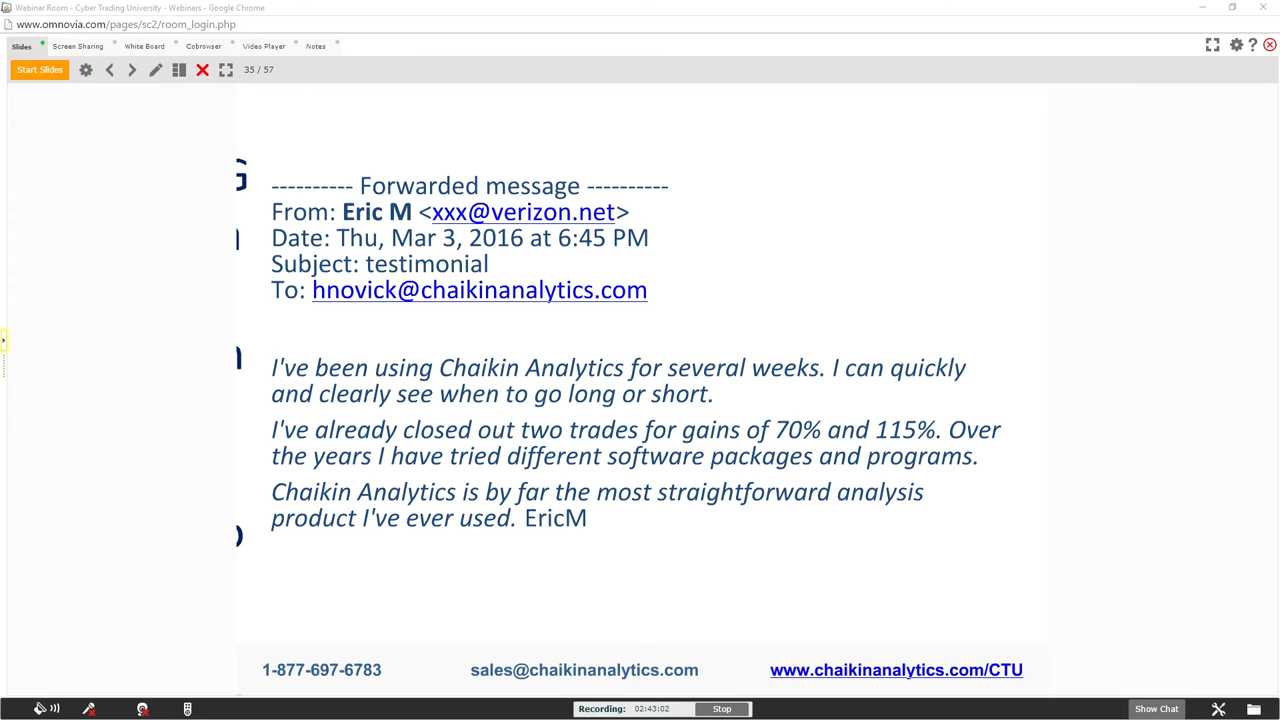 Webinar Room - Cyber Trading University - Webinars - Google Chrome
www.omnovia.com/pages/sc2/room_login.php
Slides Screen Sharing White Board Cobrowser Video Player Notes
Start Slides 35 / 57
---------- Forwarded message ----------
From: Eric M <xxx@verizon.net>
Date: Thu, Mar 3, 2016 at 6:45 PM
Subject: testimonial
To: hnovick@chaikinanalytics.com
I've been using Chaikin Analytics for several weeks. I can quickly
and clearly see when to go long or short.
I've already closed out two trades for gains of 70% and 115%. Over
the years I have tried different software packages and programs.
Chaikin Analytics is by far the most straightforward analysis
product I've ever used. EricM
1-877-697-6783 sales@chaikinanalytics.com www.chaikinanalytics.com/CTU
Recording: 02:43:02 Stop Show Chat